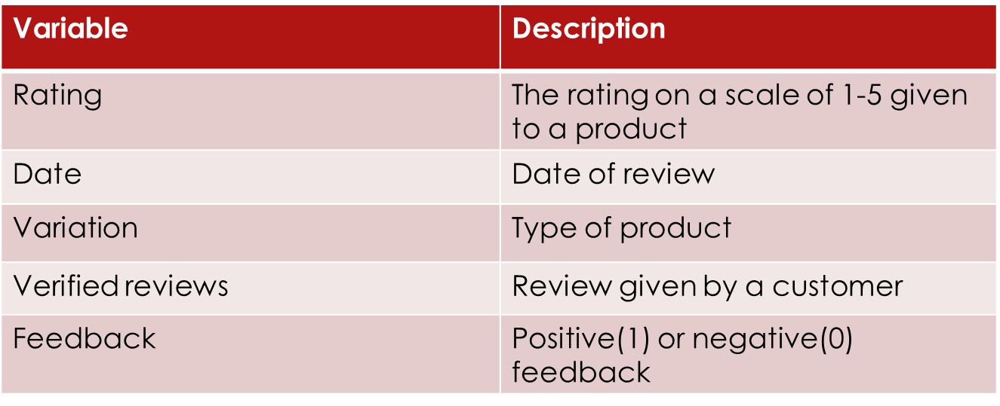 Variable Description
Rating The rating on a scale of 1-5 given
to a product
Date Date of review
Variation Type of product
Verified reviews Review given by a customer
Feedback Positive(1) or negative(0)
feedback